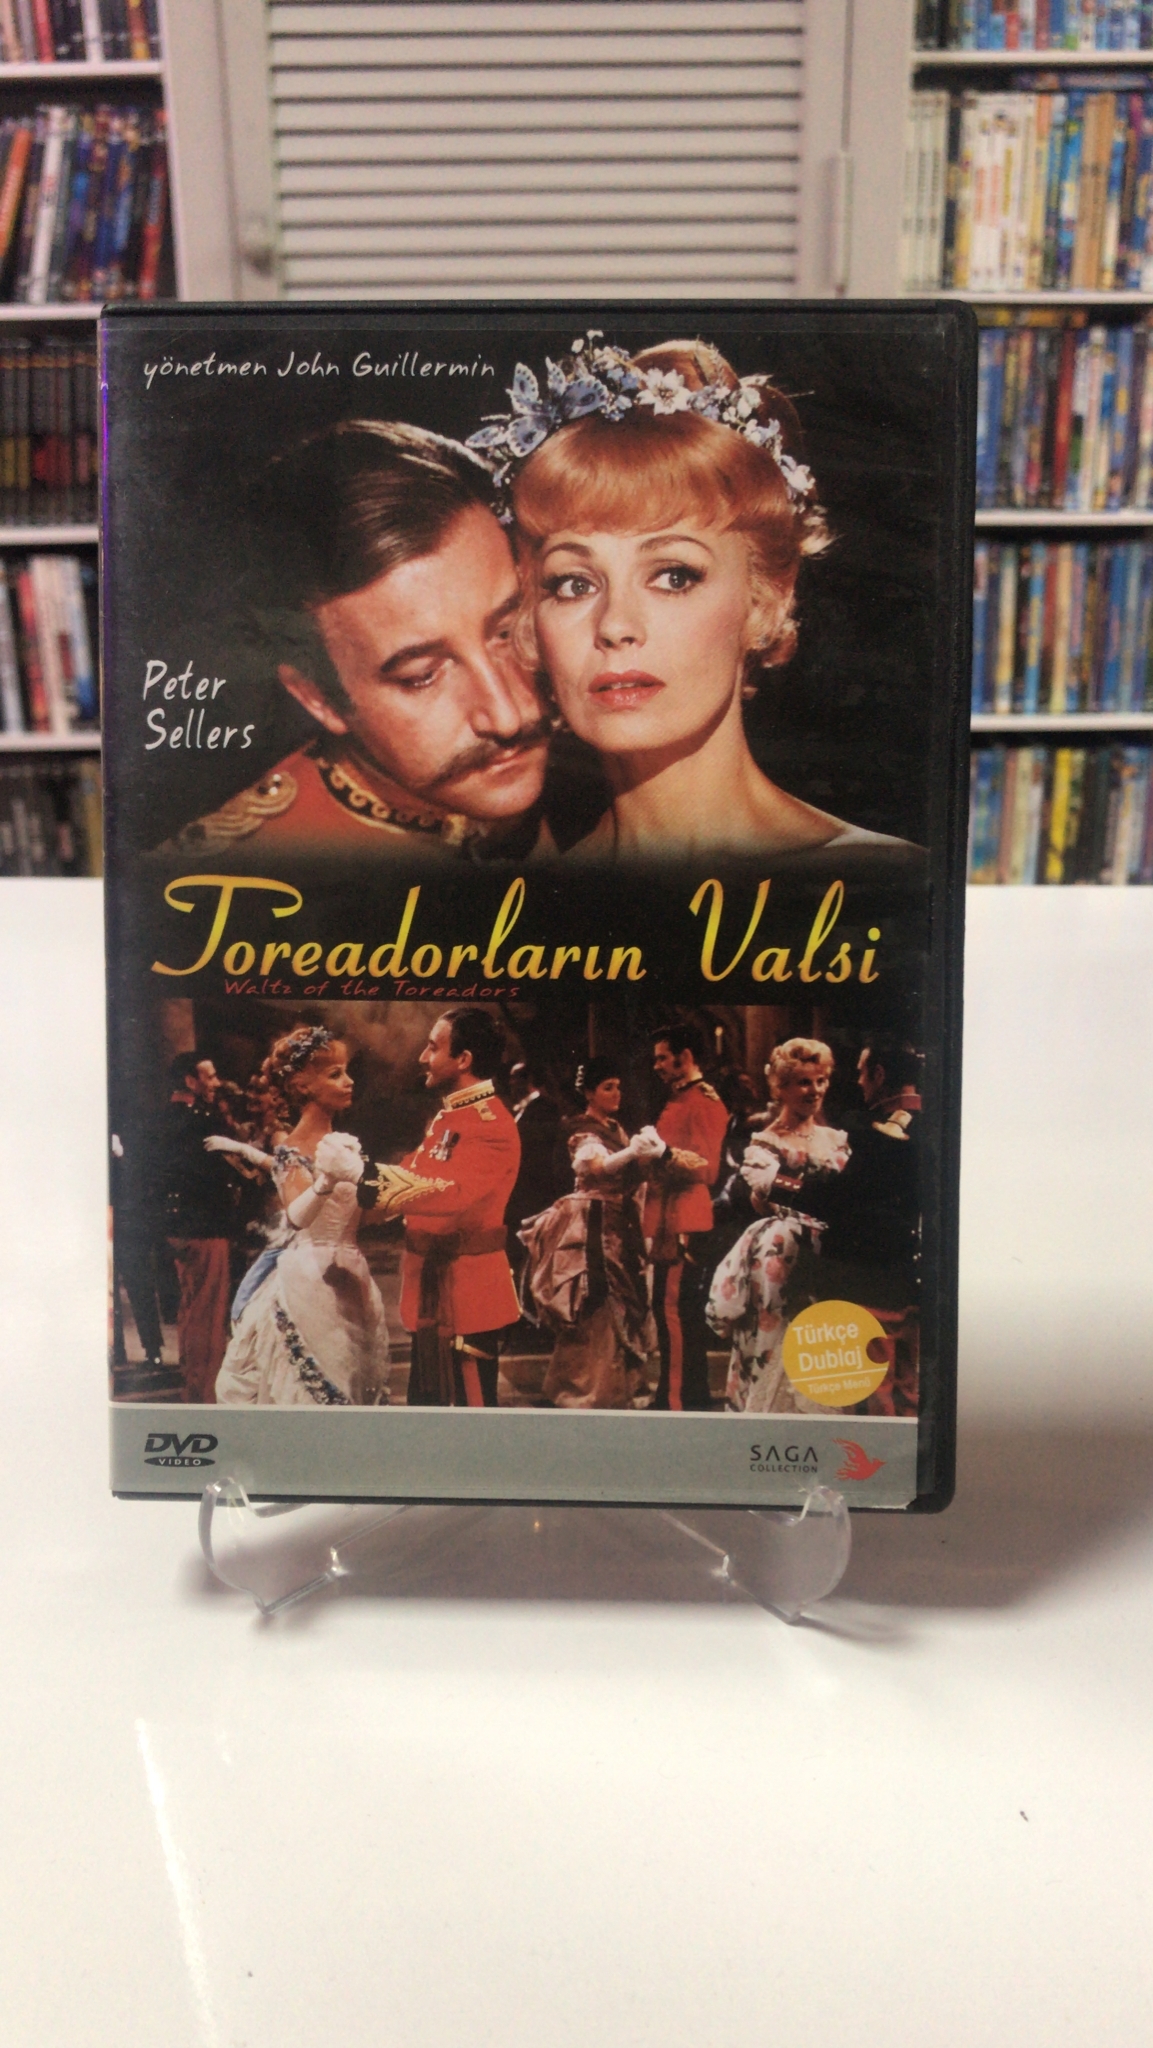 yönetmen John Guillermin
Peter
Sellers
Toreadorların Valsi
Waltz of the Toreadors
Türkçe
Dublaj
Türkçe Menü
DVD
VIDEO
SAGA
COLLECTION